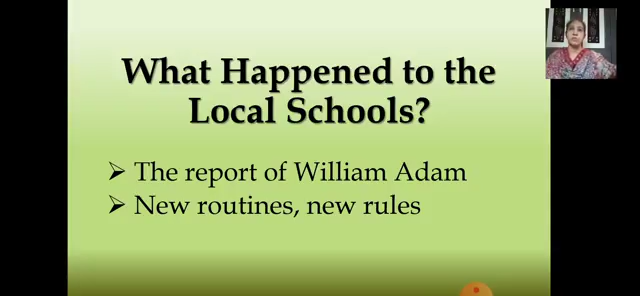 What Happened to the
Local Schools?
➢ The report of William Adam
➢ New routines, new rules